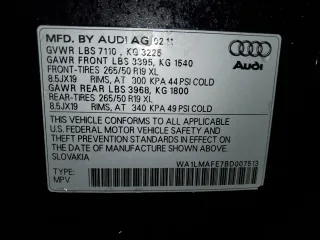 MFD. BY AUDI AG 02 11
GVWR LBS 7110 , KG 3225
GAWR FRONT LBS 3395, KG 1540
FRONT-TIRES 265/50 R19 XL
8.5JX19 RIMS, AT 300 KPA 44 PSI COLD
GAWR REAR LBS 3968, KG 1800
REAR-TIRES 265/50 R19 XL
8.5JX19 RIMS, AT 340 KPA 49 PSI COLD
Audi
THIS VEHICLE CONFORMS TO ALL APPLICABLE
U.S. FEDERAL MOTOR VEHICLE SAFETY AND
THEFT PREVENTION STANDARDS IN EFFECT ON
THE DATE OF MANUFACTURE SHOWN ABOVE.
SLOVAKIA
WA1LMAFE7BD007513
TYPE:
MPV